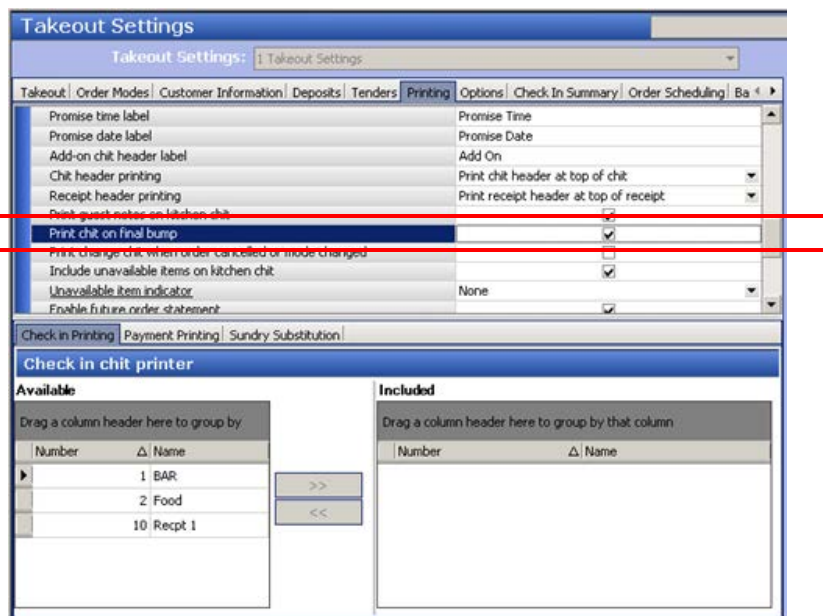 Takeout Settings
Takeout Settings: 1 Takeout Settings
Takeout Order Modes Customer Information Deposits Tenders Printing Options Check In Summary Order Scheduling Ba
Promise time label Promise Time
Promise date label Promise Date
Add-on chit header label Add On
Chit header printing Print chit header at top of chit
Receipt header printing Print receipt header at top of receipt
Print guest notes on kitchen chit
Print chit on final bump
Print change chit when order cancelled or mode changed
Include unavailable items on kitchen chit
Unavailable item indicator None
Enable future order statement
Check in Printing Payment Printing Sundry Substitution
Check in chit printer
Available Included
Drag a column header here to group by Drag a column header here to group by that column
Number Name Number Name
1 BAR
>>
2 Food
<<
10 Recpt 1